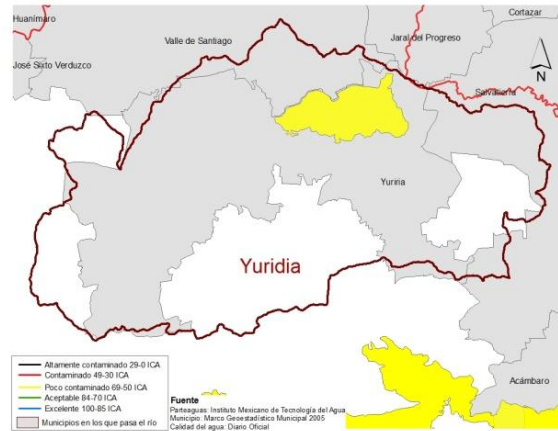 Huanímaro
Cortazar
Valle de Santiago
Jaral del Progreso
José Sixto Verduzco
N
Salvatierra
Yuriria
Yuridia
Acámbaro
Altamente contaminado 29-0 ICA
Contaminado 49-30 ICA
Poco contaminado 69-50 ICA
Aceptable 84-70 ICA
Excelente 100-85 ICA
Municipios en los que pasa el río
Fuente
Parteaguas: Instituto Mexicano de Tecnología del Agua
Municipio: Marco Geoestadístico Municipal 2005
Calidad del agua: Diario Oficial